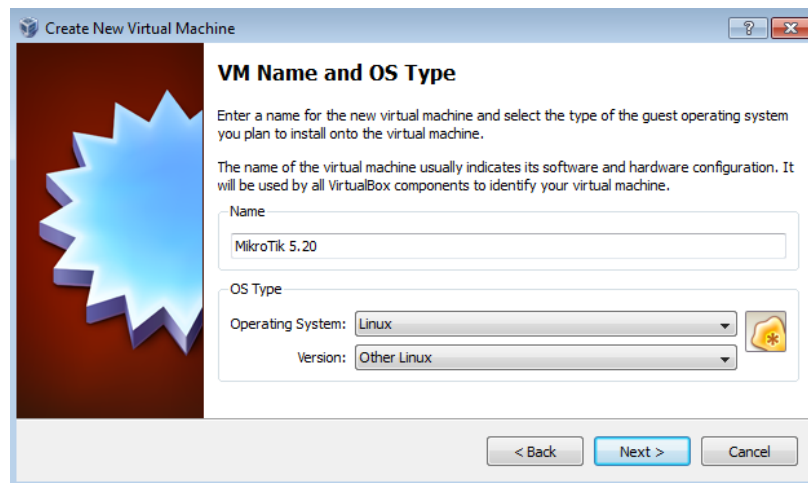 Create New Virtual Machine
VM Name and OS Type
Enter a name for the new virtual machine and select the type of the guest operating system
you plan to install onto the virtual machine.
The name of the virtual machine usually indicates its software and hardware configuration. It
will be used by all VirtualBox components to identify your virtual machine.
Name
MikroTik 5.20
OS Type
Operating System: Linux
Version: Other Linux
< Back Next > Cancel